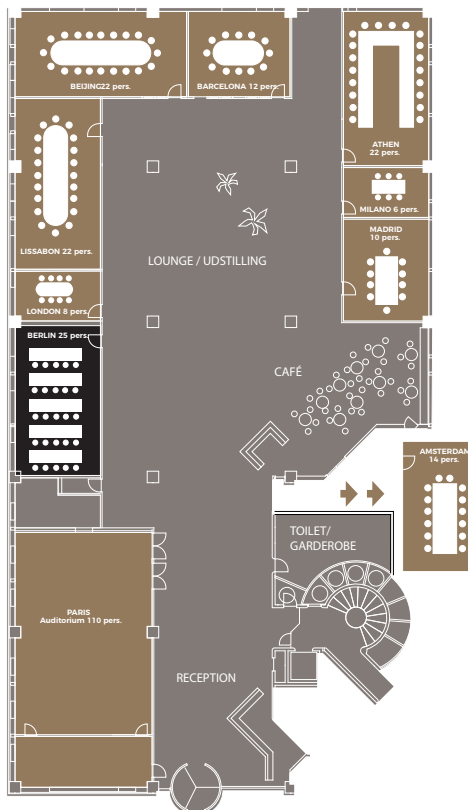 BEIJING22 pers.
BARCELONA 12 pers.
ATHEN
22 pers.
MILANO 6 pers.
MADRID
10 pers.
LISSABON 22 pers.
LOUNGE / UDSTILLING
LONDON 8 pers.
BERLIN 25 pers.
CAFÉ
AMSTERDAM
14 pers.
TOILET/
GARDEROBE
PARIS
Auditorium 110 pers.
RECEPTION